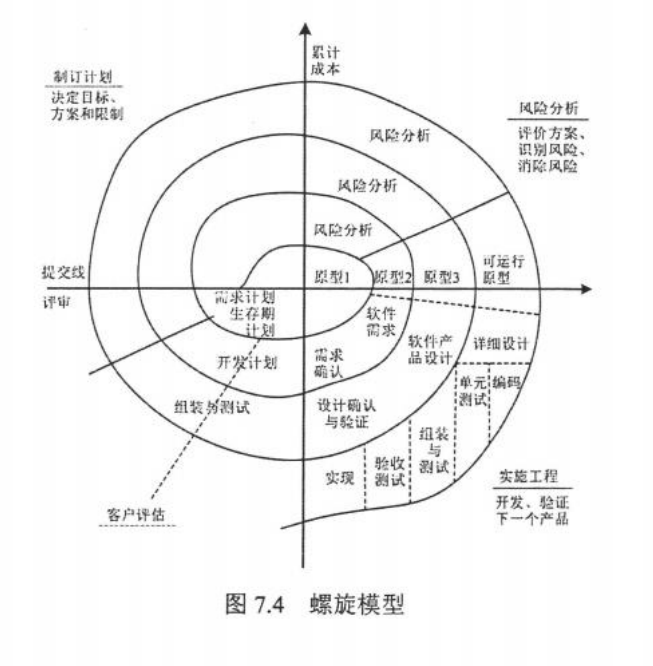 累计
成本
制订计划
决定目标、
方案和限制
风险分析
评价方案、
识别风险、
消除风险
风险分析
风险分析
风险分析
提交线
评审
原型1
原型2
原型3
可运行
原型
需求计划
生存期
计划
软件
需求
软件产
品设计
详细设计
开发计划
需求
确认
单元
测试
编码
组装与测试
设计确认
与验证
组装
与
测试
实现
验收
测试
实施工程
开发、验证
下一个产品
客户评估
图 7.4 螺旋模型